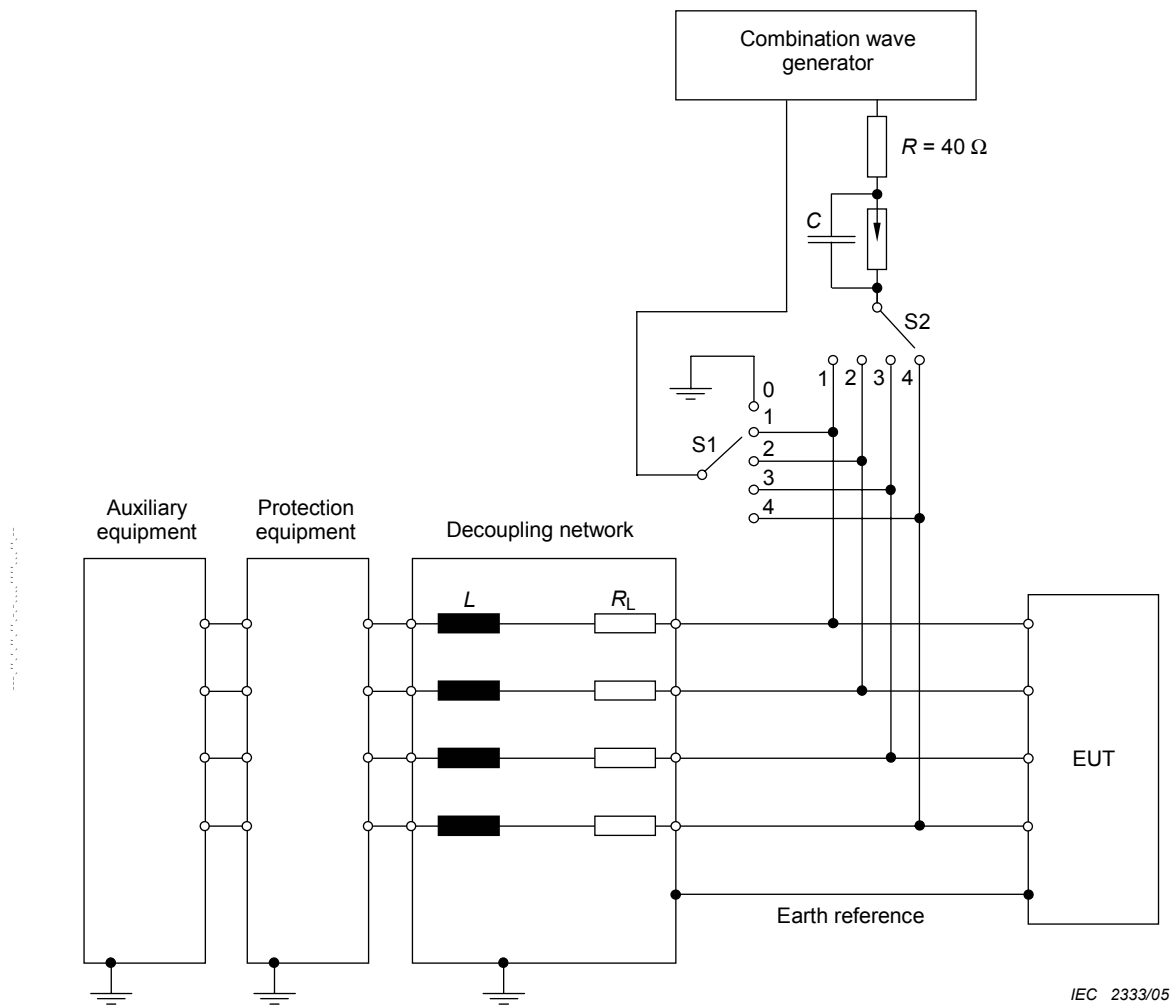 Combination wave
generator
R = 40 Ω
C
S2
1 2 3 4
0
1
S1
2
3
4
Auxiliary
equipment
Protection
equipment
Decoupling network
L
RL
EUT
Earth reference
IEC 2333/05